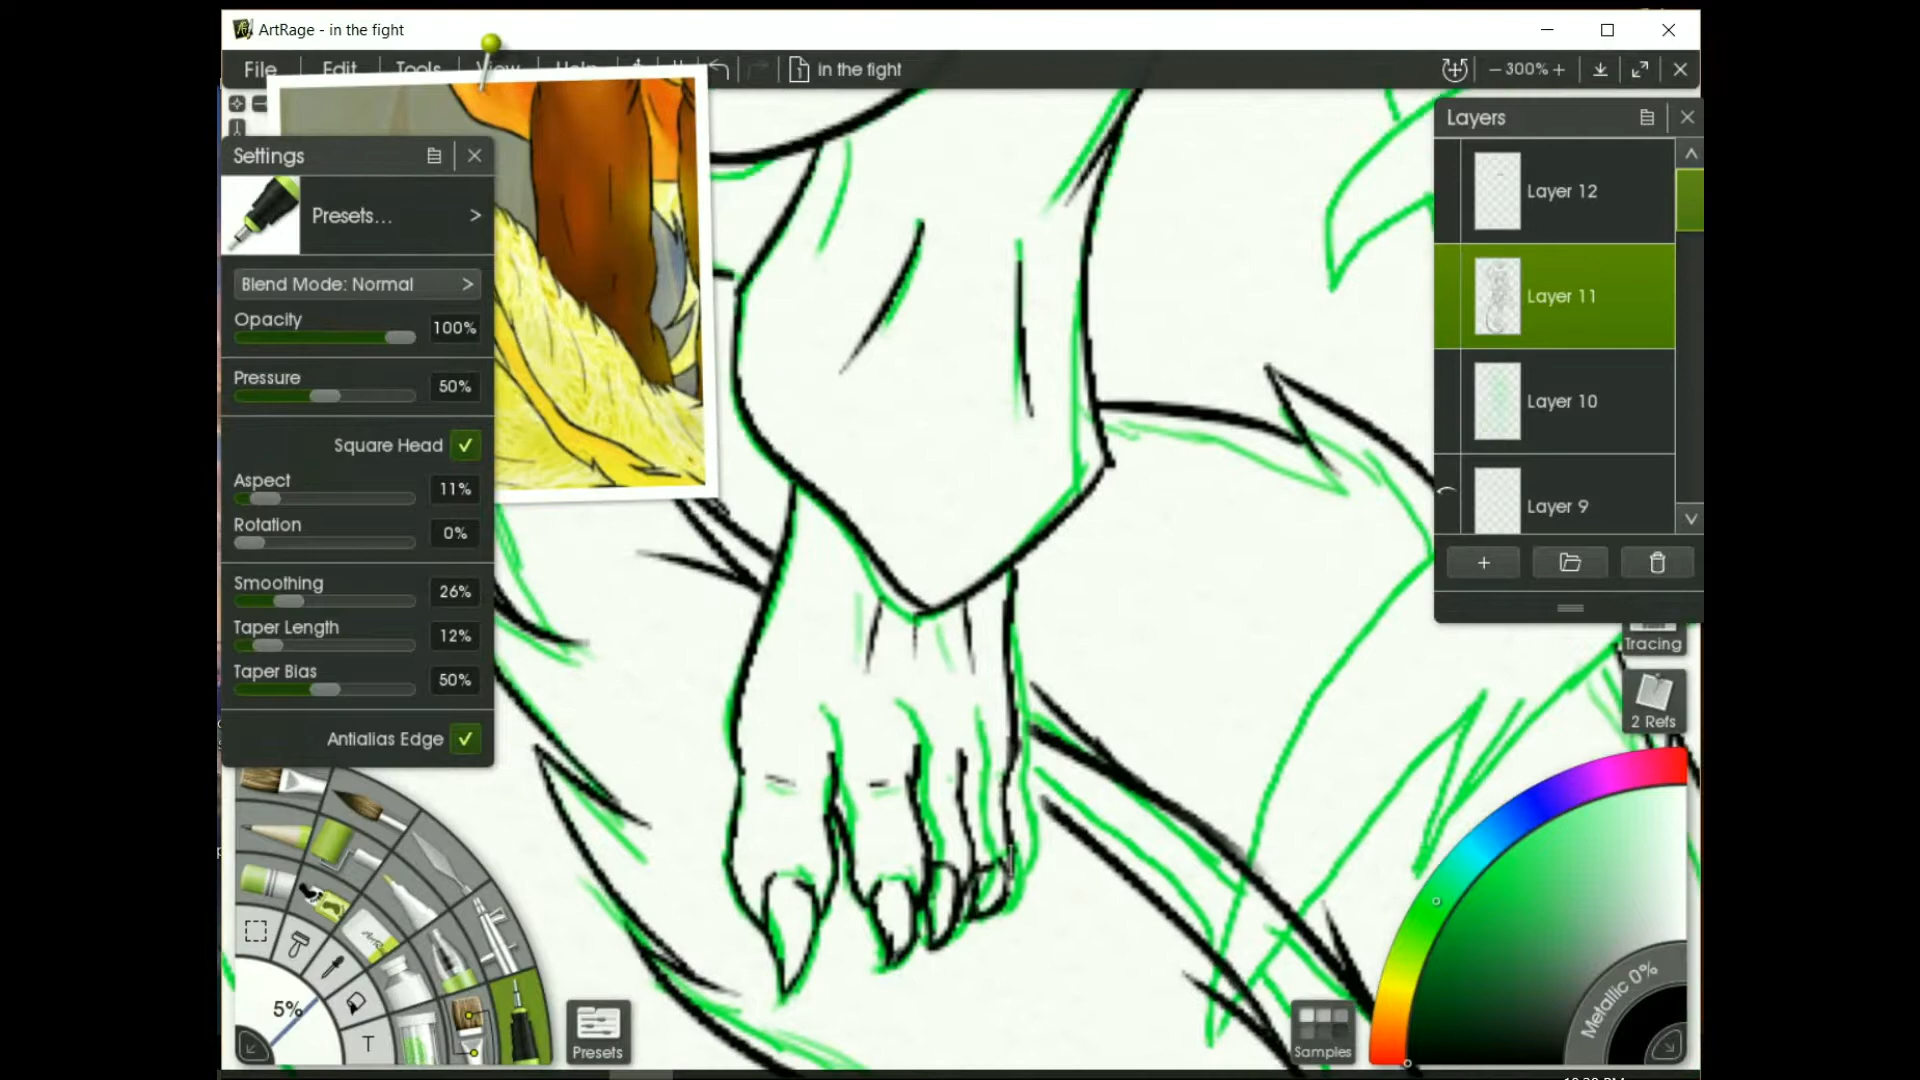 ArtRage - in the fight
File Edit Tools View Help in the fight 300%
Settings
Presets...
Blend Mode: Normal
Opacity 100%
Pressure 50%
Square Head
Aspect 11%
Rotation 0%
Smoothing 26%
Taper Length 12%
Taper Bias 50%
Antialias Edge
5%
T
Presets
Layers
Layer 12
Layer 11
Layer 10
Layer 9
Tracing
2 Refs
Metallic 0%
Samples